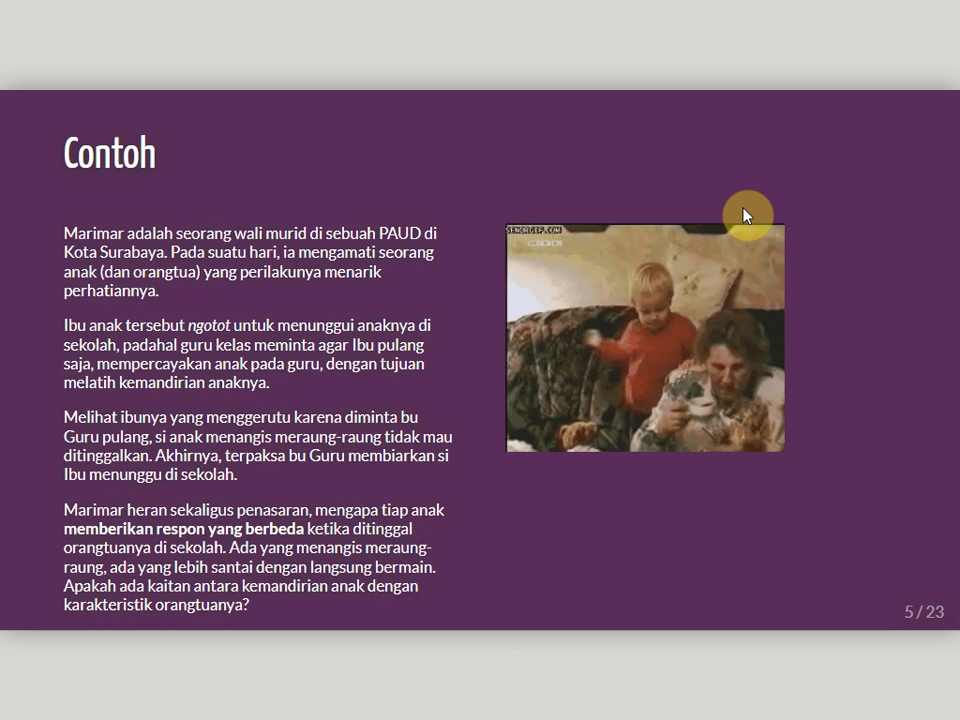 Contoh
Marimar adalah seorang wali murid di sebuah PAUD di
Kota Surabaya. Pada suatu hari, ia mengamati seorang
anak (dan orangtua) yang perilakunya menarik
perhatiannya.
Ibu anak tersebut ngotot untuk menunggui anaknya di
sekolah, padahal guru kelas meminta agar Ibu pulang
saja, mempercayakan anak pada guru, dengan tujuan
melatih kemandirian anaknya.
Melihat ibunya yang menggerutu karena diminta bu
Guru pulang, si anak menangis meraung-raung tidak mau
ditinggalkan. Akhirnya, terpaksa bu Guru membiarkan si
Ibu menunggu di sekolah.
Marimar heran sekaligus penasaran, mengapa tiap anak
memberikan respon yang berbeda ketika ditinggal
orangtuanya di sekolah. Ada yang menangis meraung-
raung, ada yang lebih santai dengan langsung bermain.
Apakah ada kaitan antara kemandirian anak dengan
karakteristik orangtuanya?
5 / 23